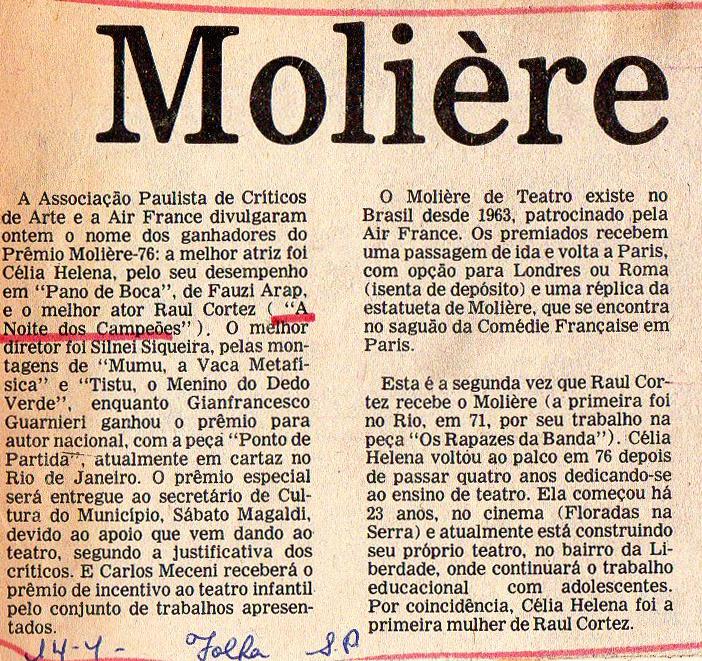 Molière
A Associação Paulista de Críticos
de Arte e a Air France divulgaram
ontem o nome dos ganhadores do
Prêmio Molière-76: a melhor atriz foi
Célia Helena, pelo seu desempenho
em “Pano de Boca”, de Fauzi Arap,
e o melhor ator Raul Cortez ( “A
Noite dos Campeões” ). O melhor
diretor foi Silnei Siqueira, pelas mon-
tagens de “Mumu, a Vaca Metafí-
sica” e “Tistu, o Menino do Dedo
Verde”, enquanto Gianfrancesco
Guarnieri ganhou o prêmio para
autor nacional, com a peça “Ponto de
Partida”, atualmente em cartaz no
Rio de Janeiro. O prêmio especial
será entregue ao secretário de Cul-
tura do Município, Sábato Magaldi,
devido ao apoio que vem dando ao
teatro, segundo a justificativa dos
críticos. E Carlos Meceni receberá o
prêmio de incentivo ao teatro infantil
pelo conjunto de trabalhos apresen-
tados.
O Molière de Teatro existe no
Brasil desde 1963, patrocinado pela
Air France. Os premiados recebem
uma passagem de ida e volta a Paris,
com opção para Londres ou Roma
(isenta de depósito) e uma réplica da
estatueta de Molière, que se encontra
no saguão da Comédie Française em
Paris.
Esta é a segunda vez que Raul Cor-
tez recebe o Molière (a primeira foi
no Rio, em 71, por seu trabalho na
peça “Os Rapazes da Banda”). Célia
Helena voltou ao palco em 76 depois
de passar quatro anos dedicando-se
ao ensino de teatro. Ela começou há
23 anos, no cinema (Floradas na
Serra) e atualmente está construindo
seu próprio teatro, no bairro da Li-
berdade, onde continuará o trabalho
educacional com adolescentes.
Por coincidência, Célia Helena foi a
primeira mulher de Raul Cortez.
14-4- Folha S.P